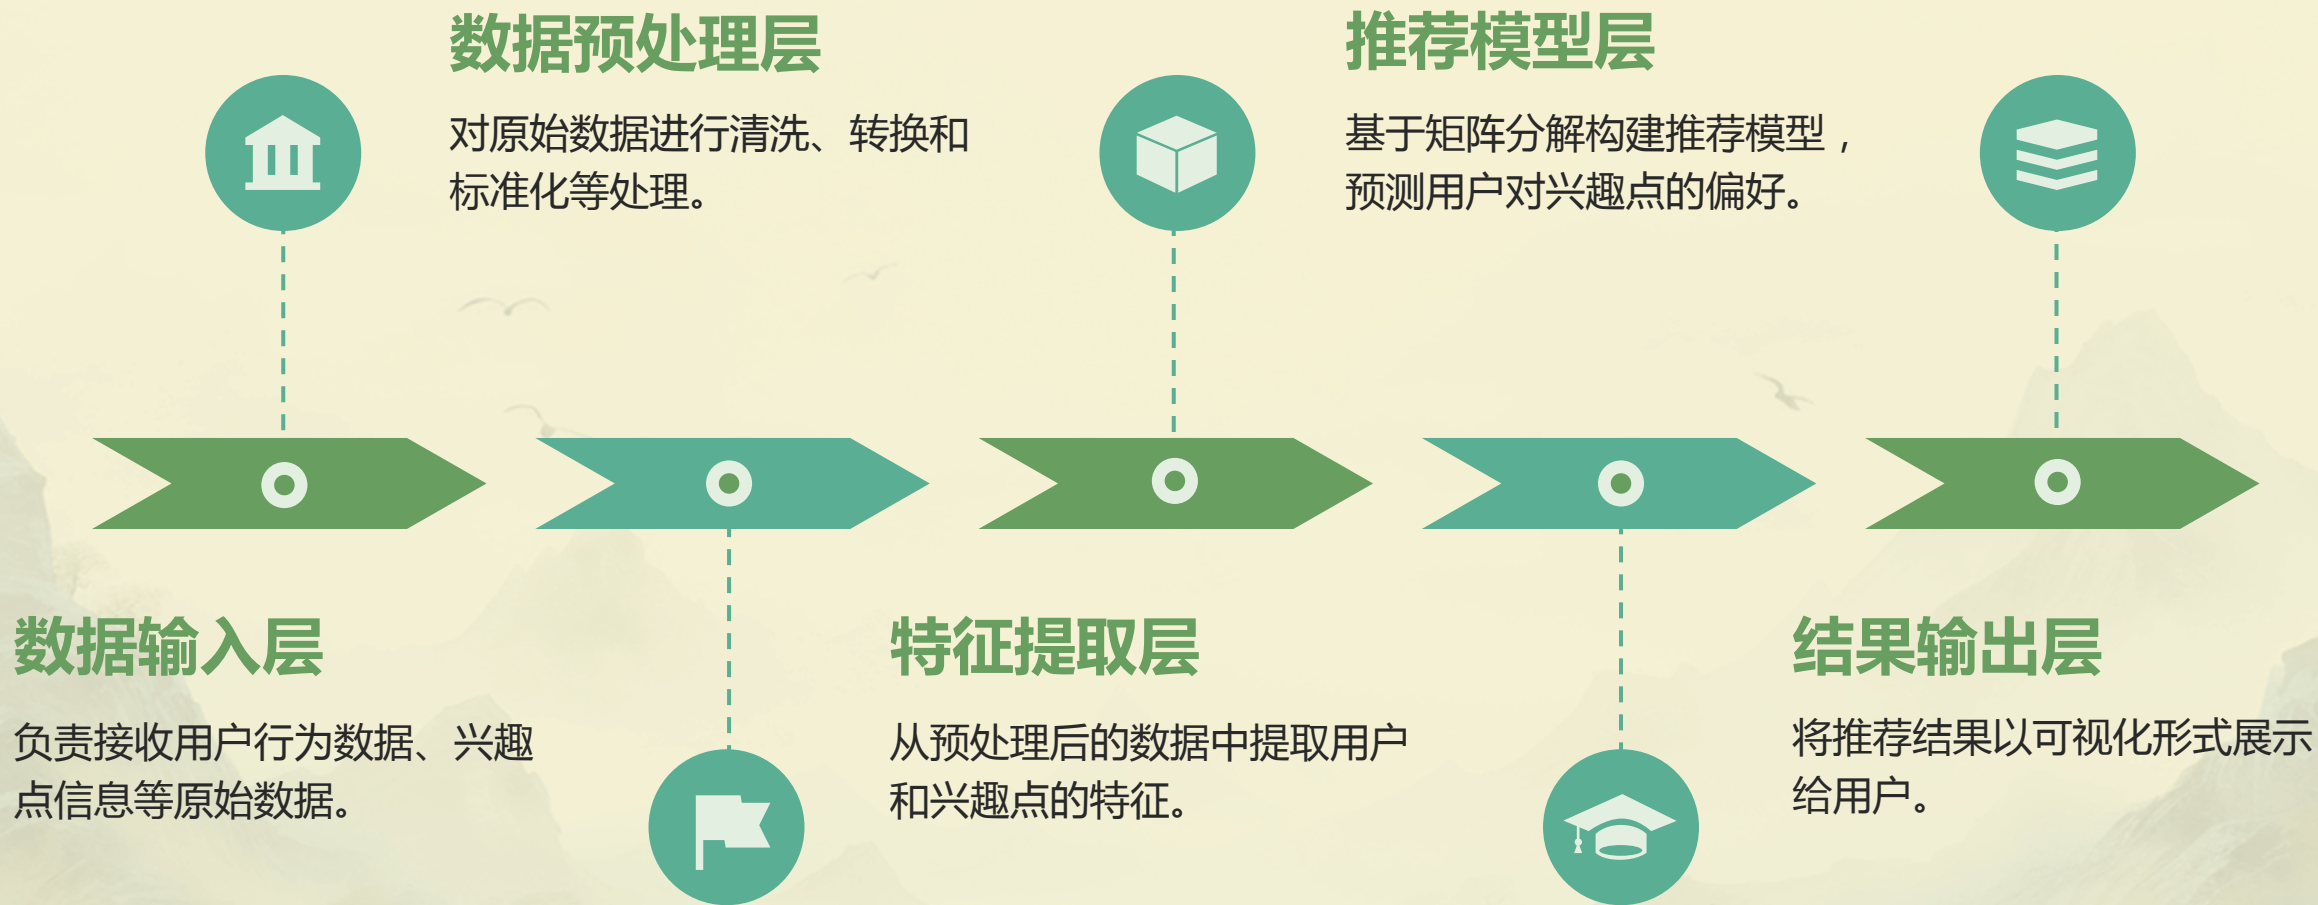 数据预处理层
对原始数据进行清洗、转换和
标准化等处理。
推荐模型层
基于矩阵分解构建推荐模型，
预测用户对兴趣点的偏好。
数据输入层
负责接收用户行为数据、兴趣
点信息等原始数据。
特征提取层
从预处理后的数据中提取用户
和兴趣点的特征。
结果输出层
将推荐结果以可视化形式展示
给用户。